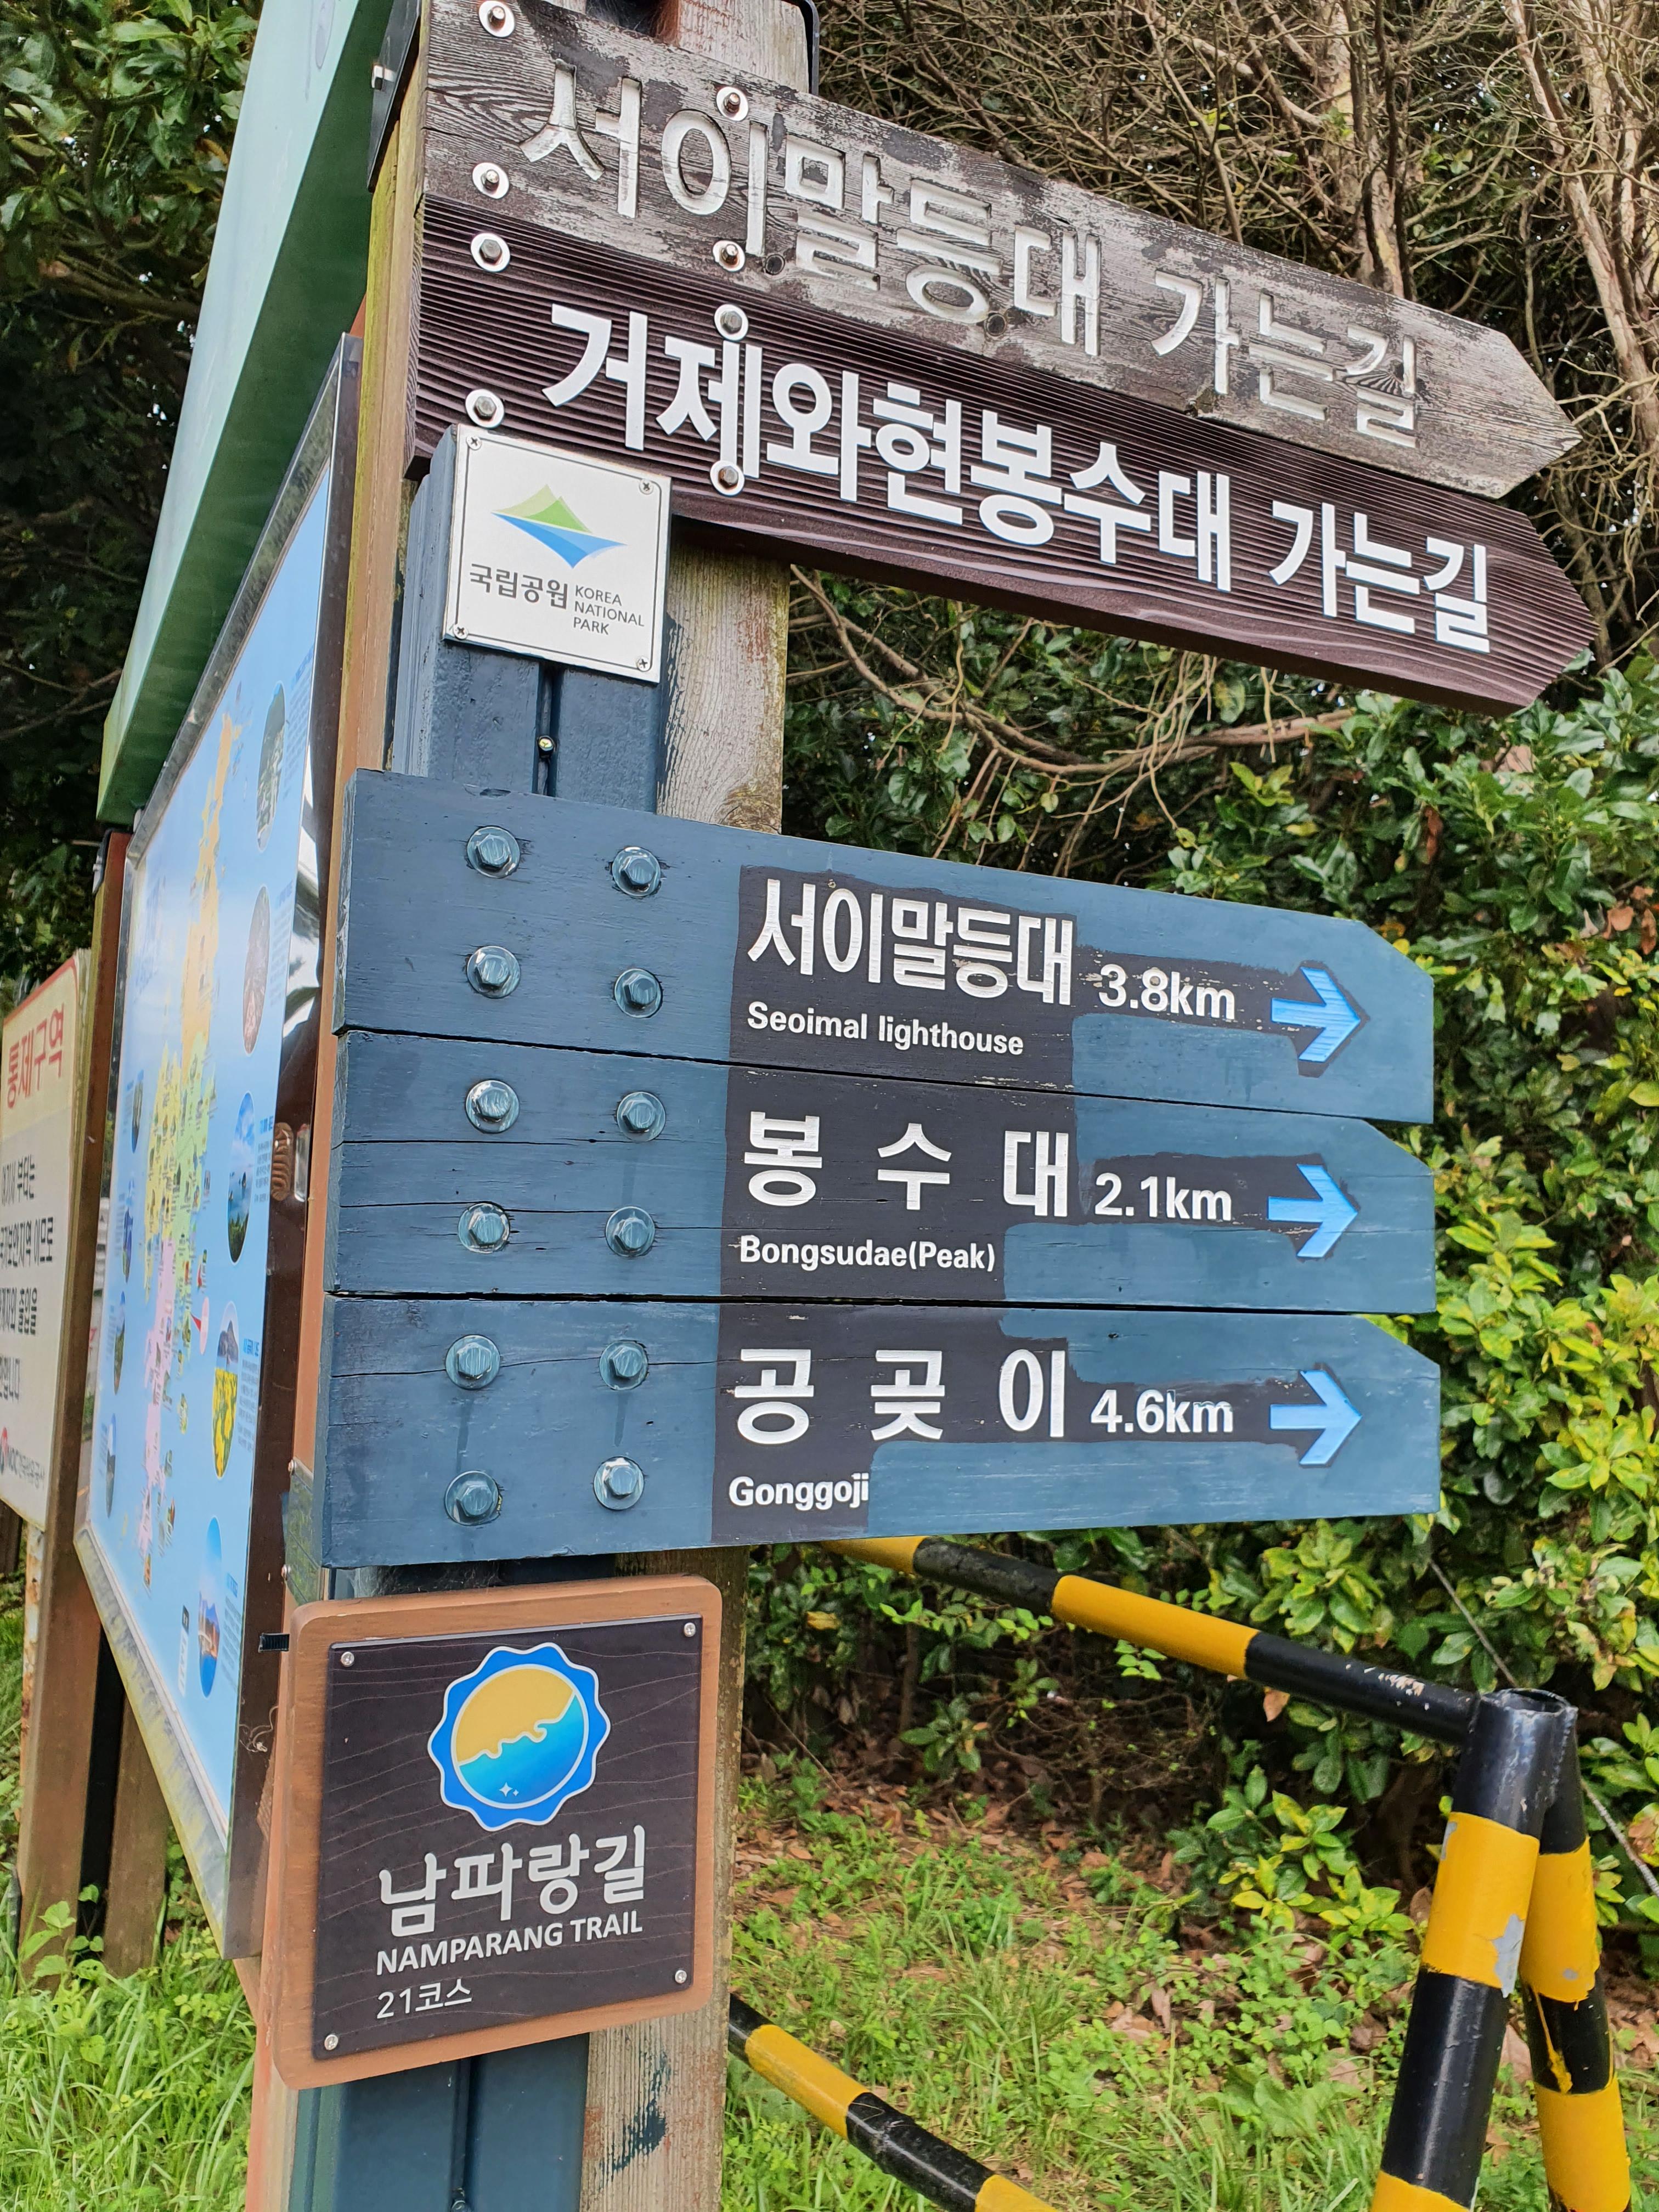 서이말등대 가는길
거제와현봉수대 가는길
국립공원 KOREA
NATIONAL
PARK
서이말등대 3.8km
Seoimal lighthouse
봉 수 대 2.1km
Bongsudae(Peak)
공 곶 이 4.6km
Gonggoji
남파랑길
NAMPARANG TRAIL
21코스
통제구역